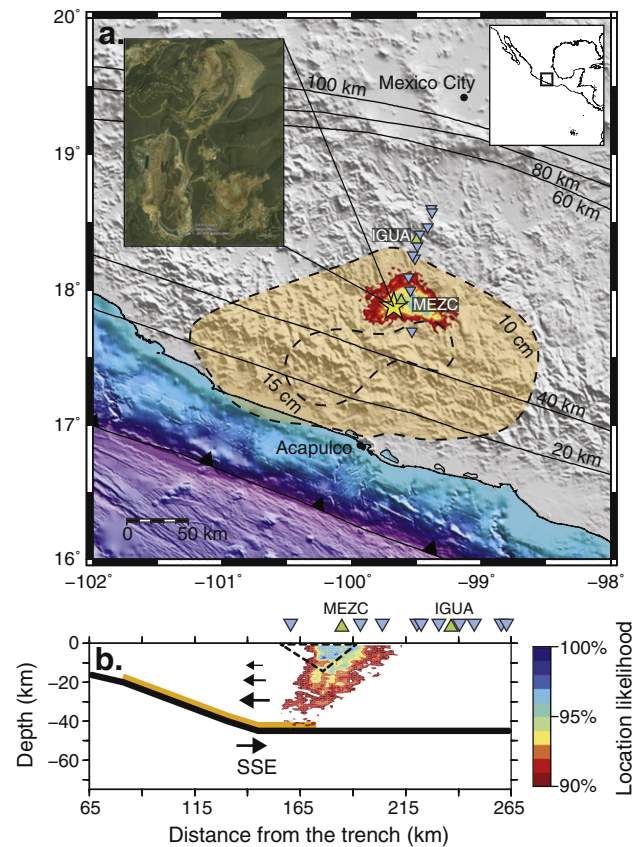 a.
20°
19°
18°
17°
16°
−102
−101
−100
−99
−98
100 km
Mexico City
80 km
60 km
IGUA
MEZC
10 cm
15 cm
40 km
20 km
Acapulco
0
50 km
MEZC
IGUA
b.
0
−20
−40
−60
Depth (km)
SSE
65
115
165
215
265
Distance from the trench (km)
100%
95%
90%
Location likelihood